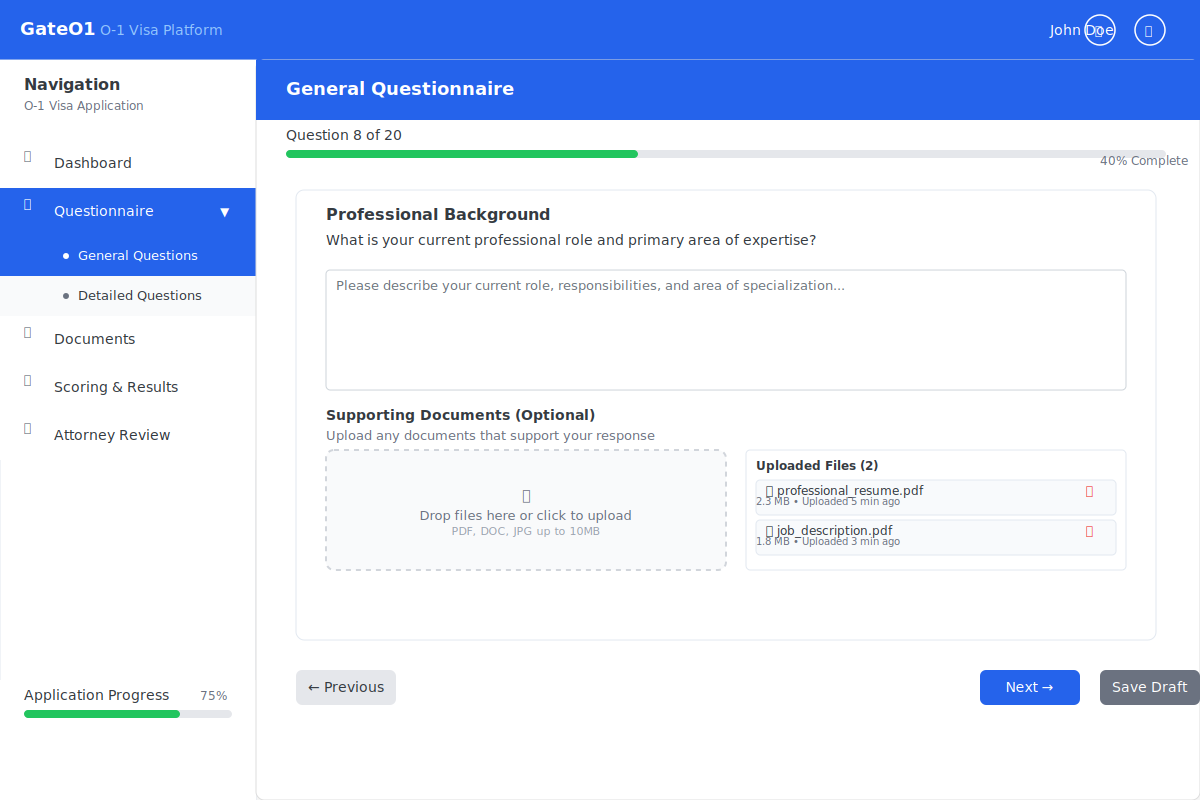 GateO1 O-1 Visa Platform
John Doe
Navigation
O-1 Visa Application
Dashboard
Questionnaire ▼
• General Questions
• Detailed Questions
Documents
Scoring & Results
Attorney Review
Application Progress 75%
General Questionnaire
Question 8 of 20
40% Complete
Professional Background
What is your current professional role and primary area of expertise?
Please describe your current role, responsibilities, and area of specialization...
Supporting Documents (Optional)
Upload any documents that support your response
Drop files here or click to upload
PDF, DOC, JPG up to 10MB
Uploaded Files (2)
professional_resume.pdf
2.3 MB • Uploaded 5 min ago
job_description.pdf
1.8 MB • Uploaded 3 min ago
← Previous
Next →
Save Draft